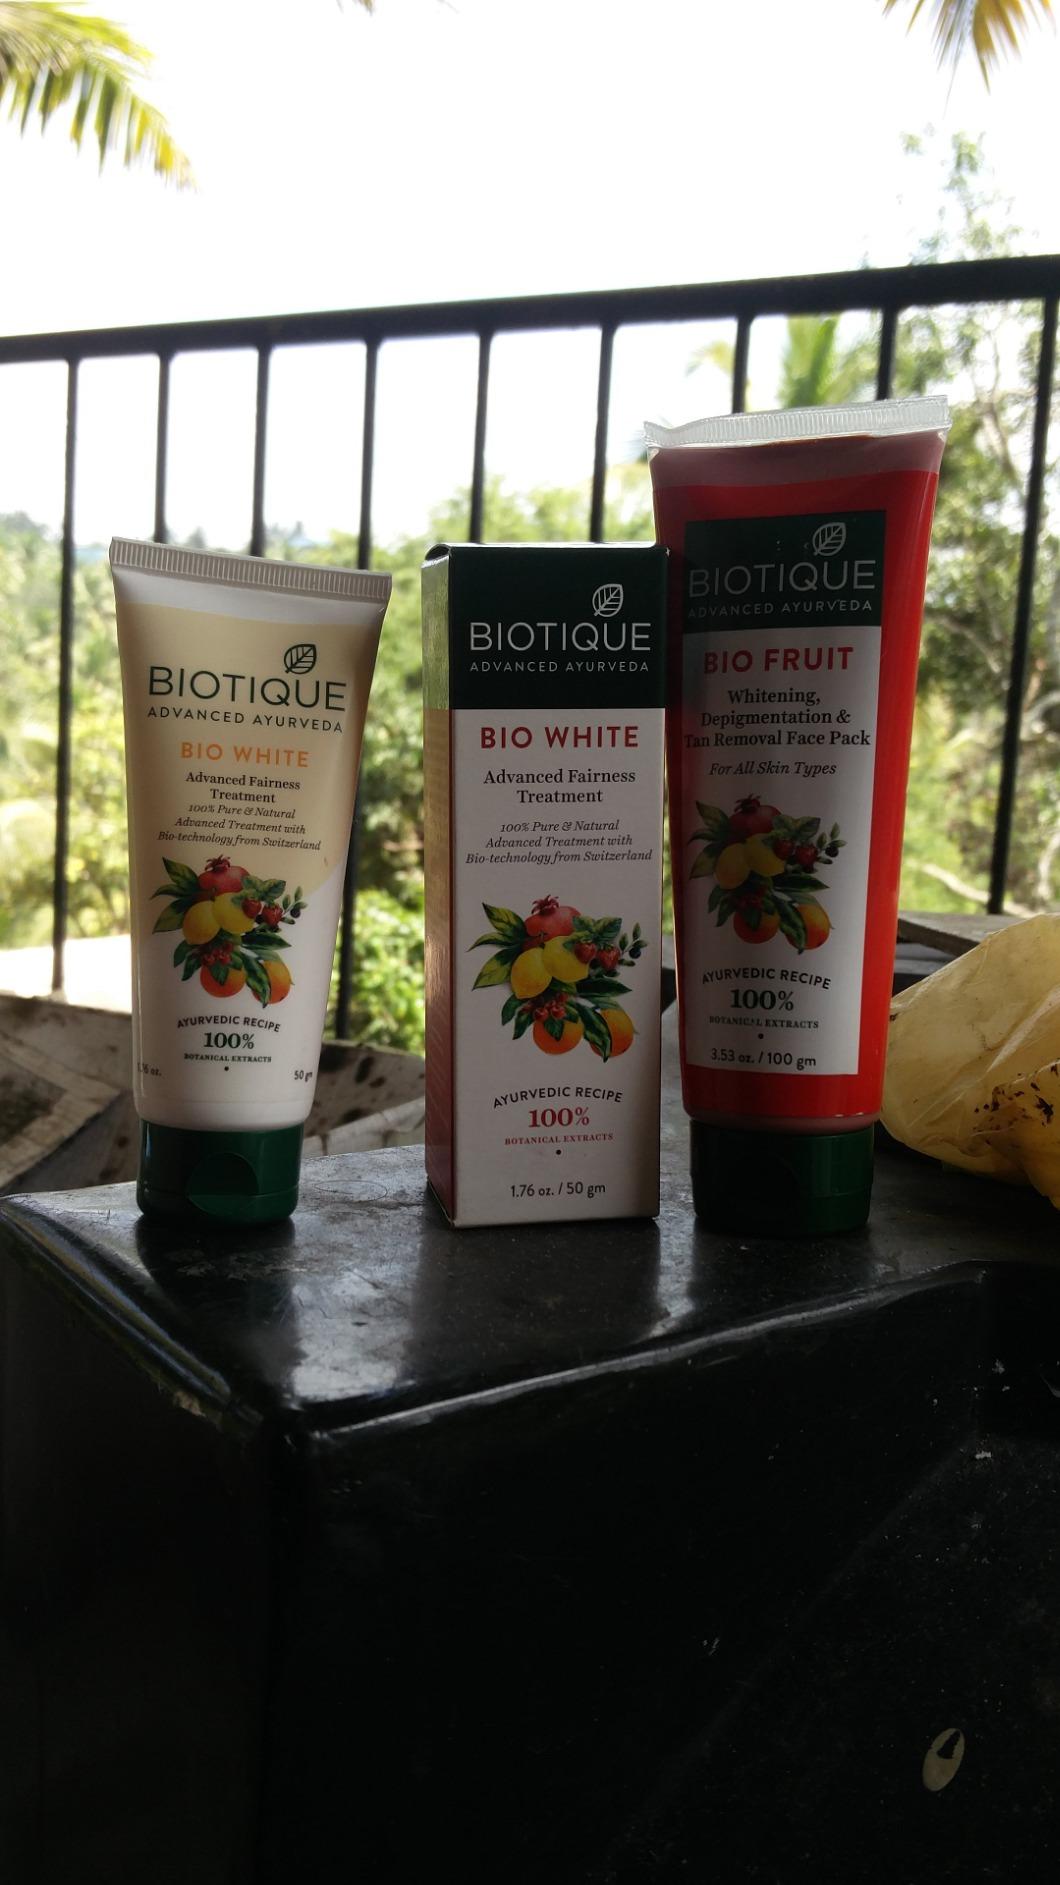 BIOTIQUE
ADVANCED AYURVEDA
BIO WHITE
Advanced Fairness
Treatment
100% Pure & Natural
Advanced Treatment with
Bio-technology from Switzerland
AYURVEDIC RECIPE
100%
BOTANICAL EXTRACTS
oz.
50 gm
BIOTIQUE
ADVANCED AYURVEDA
BIO WHITE
Advanced Fairness
Treatment
100% Pure & Natural
Advanced Treatment with
Bio-technology from Switzerland
AYURVEDIC RECIPE
100%
BOTANICAL EXTRACTS
1.76 oz. / 50 gm
BIOTIQUE
ADVANCED AYURVEDA
BIO FRUIT
Whitening,
Depigmentation &
Tan Removal Face Pack
For All Skin Types
AYURVEDIC RECIPE
100%
BOTANICAL EXTRACTS
3.53 oz. / 100 gm